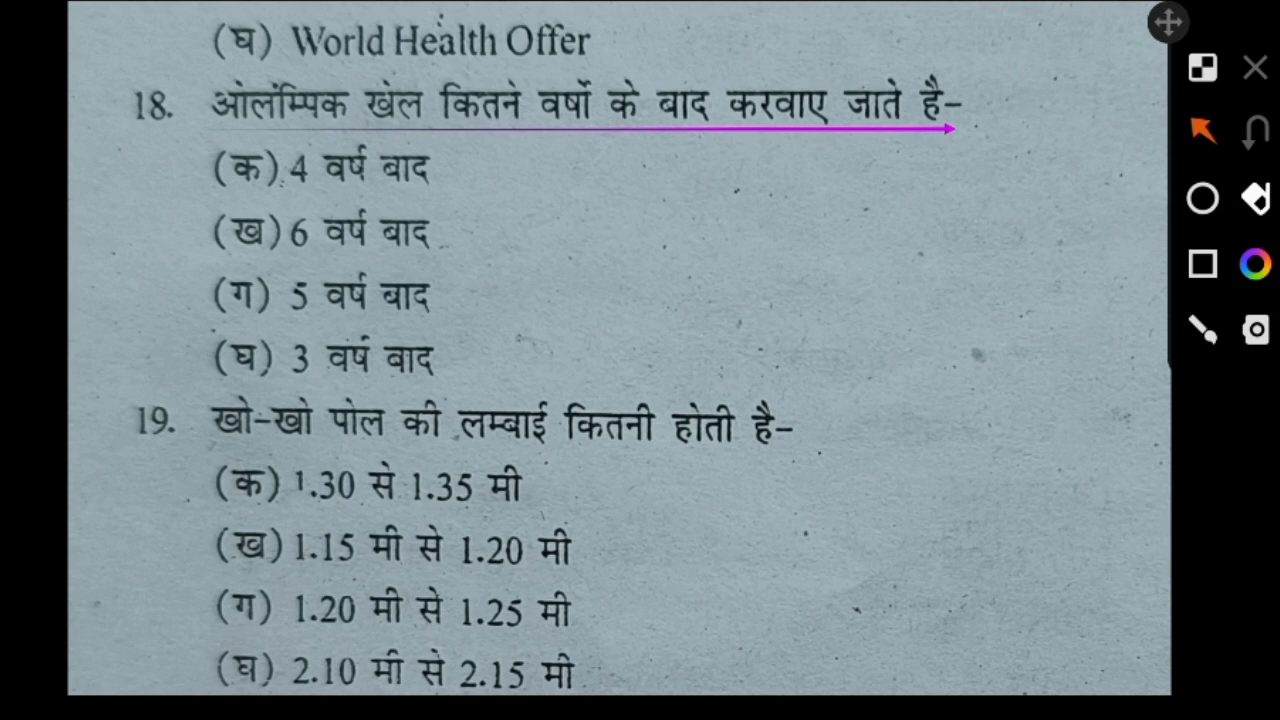 (घ) World Health Offer
18. ओलंम्पिक खेल कितने वर्षो के बाद करवाए जाते है-
(क) 4 वर्ष बाद
(ख) 6 वर्ष बाद
(ग) 5 वर्ष बाद
(घ) 3 वर्ष बाद
19. खो-खो पोल की लम्बाई कितनी होती है-
(क) 1.30 से 1.35 मी
(ख) 1.15 मी से 1.20 मी
(ग) 1.20 मी से 1.25 मी
(घ) 2.10 मी से 2.15 मी